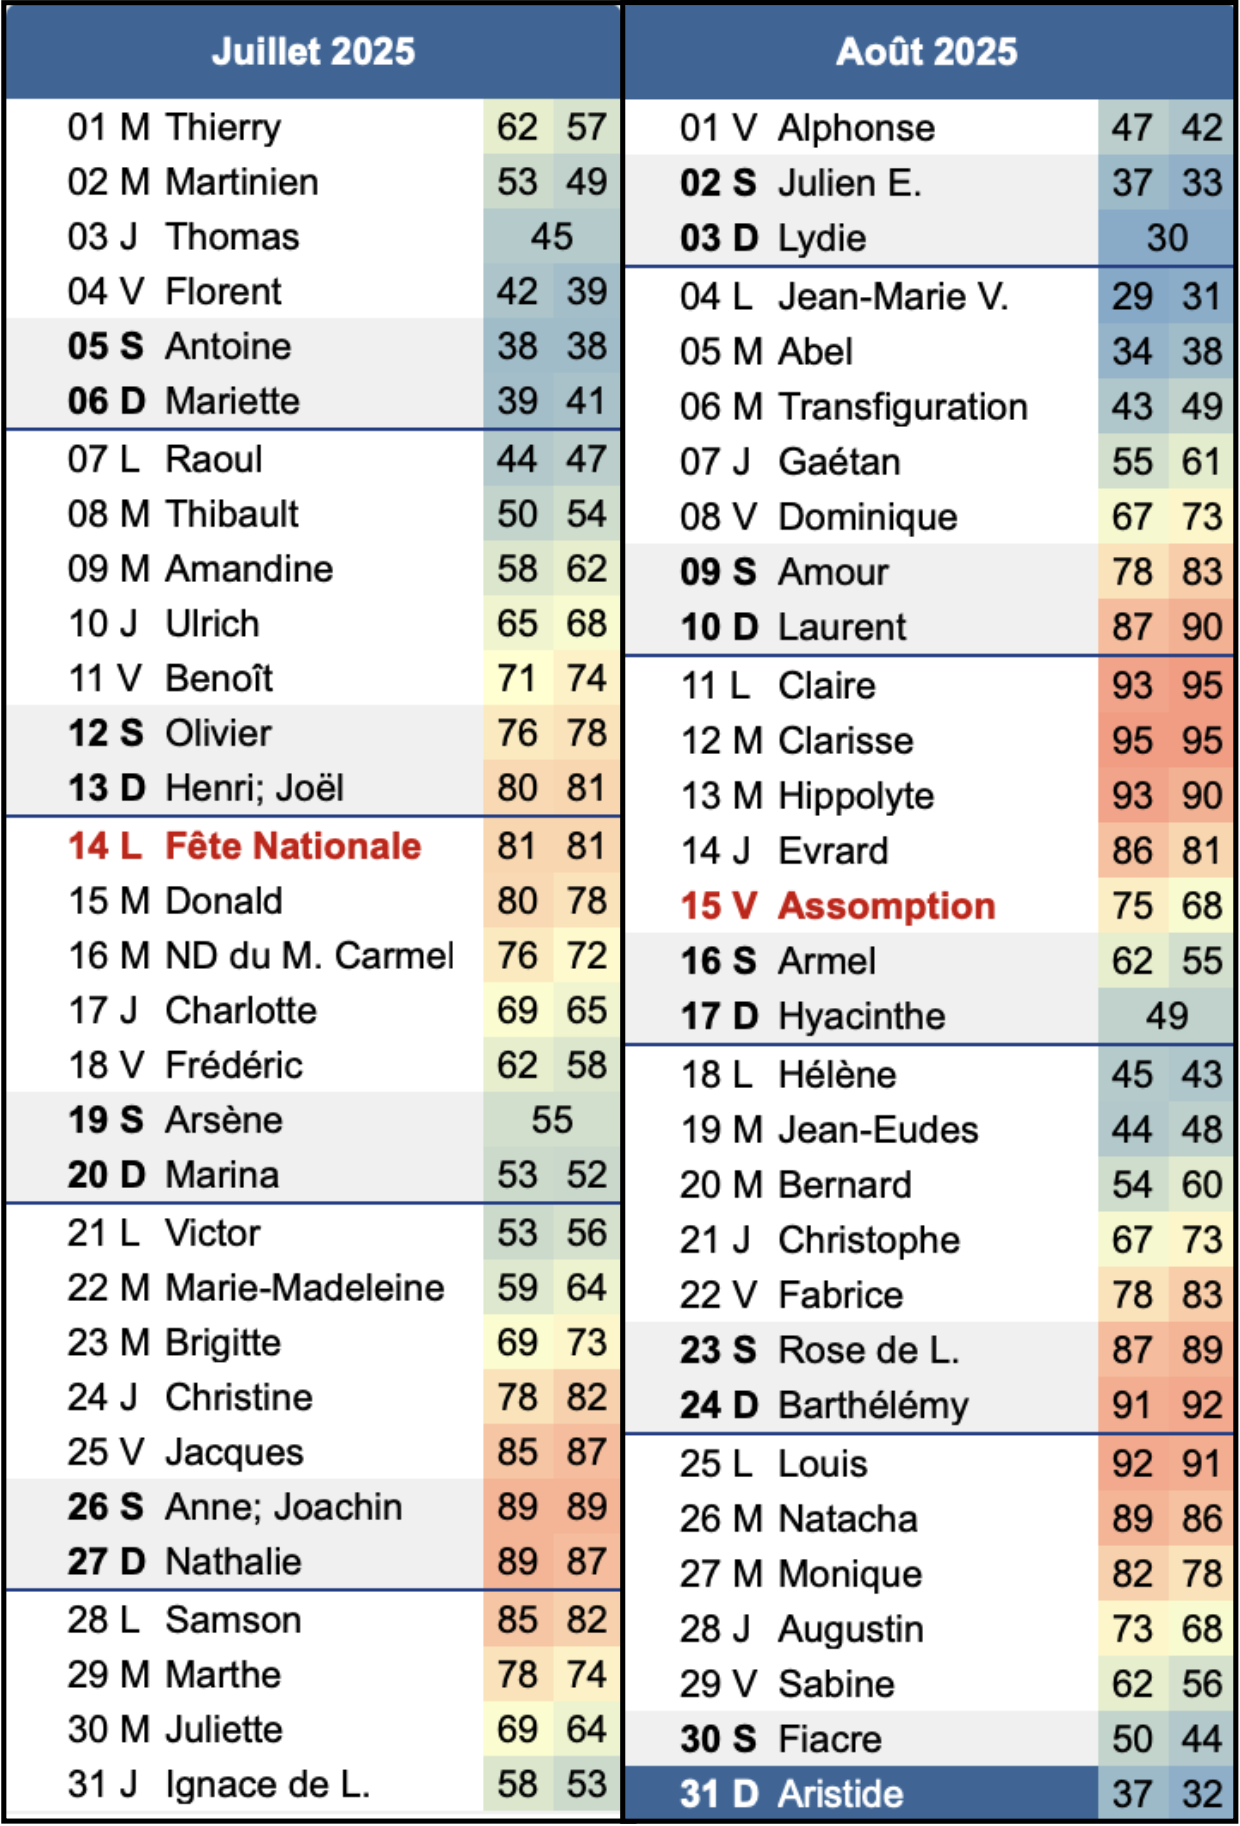 Juillet 2025
01 M Thierry 62 57
02 M Martinien 53 49
03 J Thomas 45
04 V Florent 42 39
05 S Antoine 38 38
06 D Mariette 39 41
07 L Raoul 44 47
08 M Thibault 50 54
09 M Amandine 58 62
10 J Ulrich 65 68
11 V Benoît 71 74
12 S Olivier 76 78
13 D Henri; Joël 80 81
14 L Fête Nationale 81 81
15 M Donald 80 78
16 M ND du M. Carmel 76 72
17 J Charlotte 69 65
18 V Frédéric 62 58
19 S Arsène 55
20 D Marina 53 52
21 L Victor 53 56
22 M Marie-Madeleine 59 64
23 M Brigitte 69 73
24 J Christine 78 82
25 V Jacques 85 87
26 S Anne; Joachin 89 89
27 D Nathalie 89 87
28 L Samson 85 82
29 M Marthe 78 74
30 M Juliette 69 64
31 J Ignace de L. 58 53
Août 2025
01 V Alphonse 47 42
02 S Julien E. 37 33
03 D Lydie 30
04 L Jean-Marie V. 29 31
05 M Abel 34 38
06 M Transfiguration 43 49
07 J Gaétan 55 61
08 V Dominique 67 73
09 S Amour 78 83
10 D Laurent 87 90
11 L Claire 93 95
12 M Clarisse 95 95
13 M Hippolyte 93 90
14 J Evrard 86 81
15 V Assomption 75 68
16 S Armel 62 55
17 D Hyacinthe 49
18 L Hélène 45 43
19 M Jean-Eudes 44 48
20 M Bernard 54 60
21 J Christophe 67 73
22 V Fabrice 78 83
23 S Rose de L. 87 89
24 D Barthélémy 91 92
25 L Louis 92 91
26 M Natacha 89 86
27 M Monique 82 78
28 J Augustin 73 68
29 V Sabine 62 56
30 S Fiacre 50 44
31 D Aristide 37 32